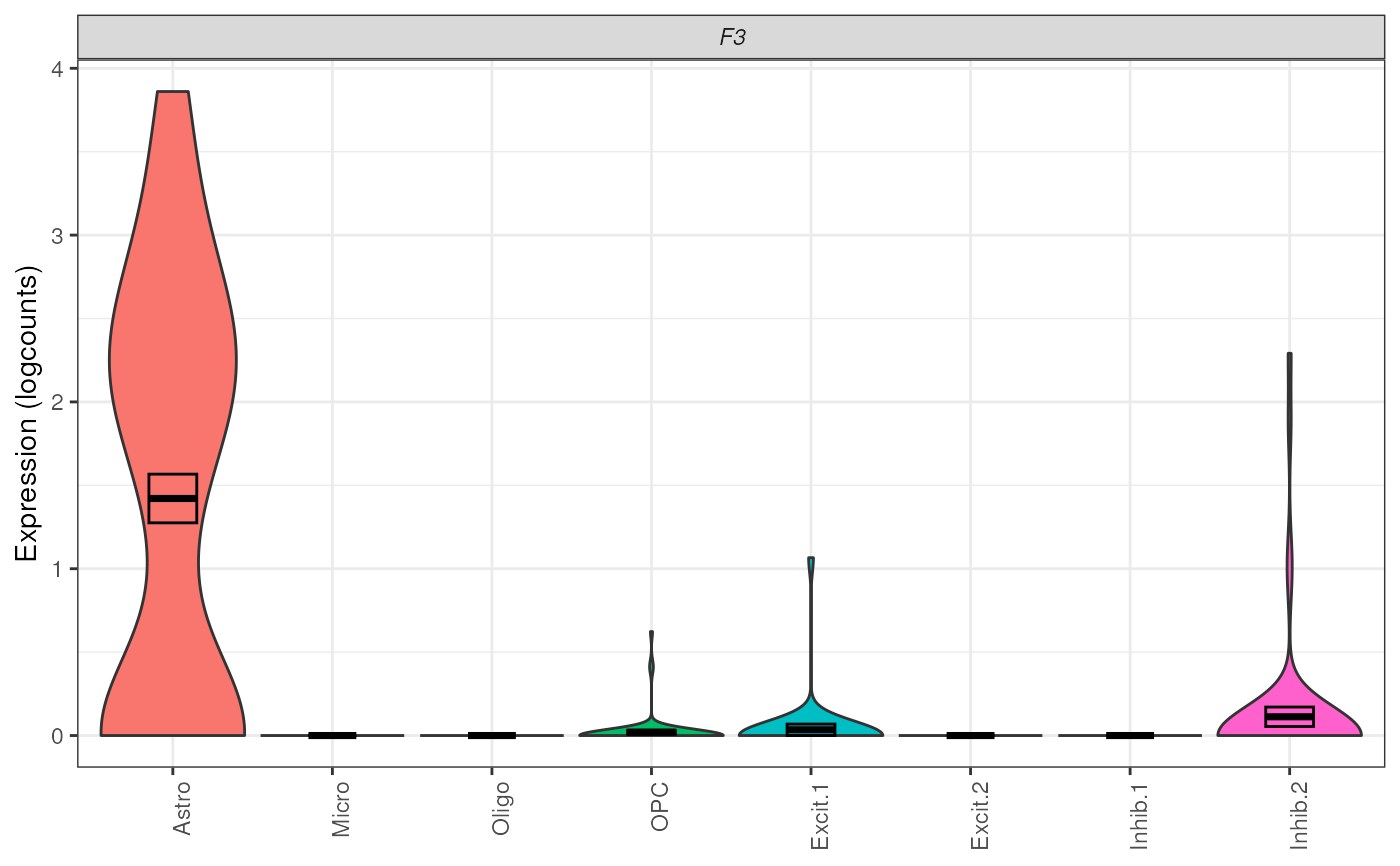 F3
Expression (logcounts)
4
3
2
1
0
Astro
Micro
Oligo
OPC
Excit.1
Excit.2
Inhib.1
Inhib.2